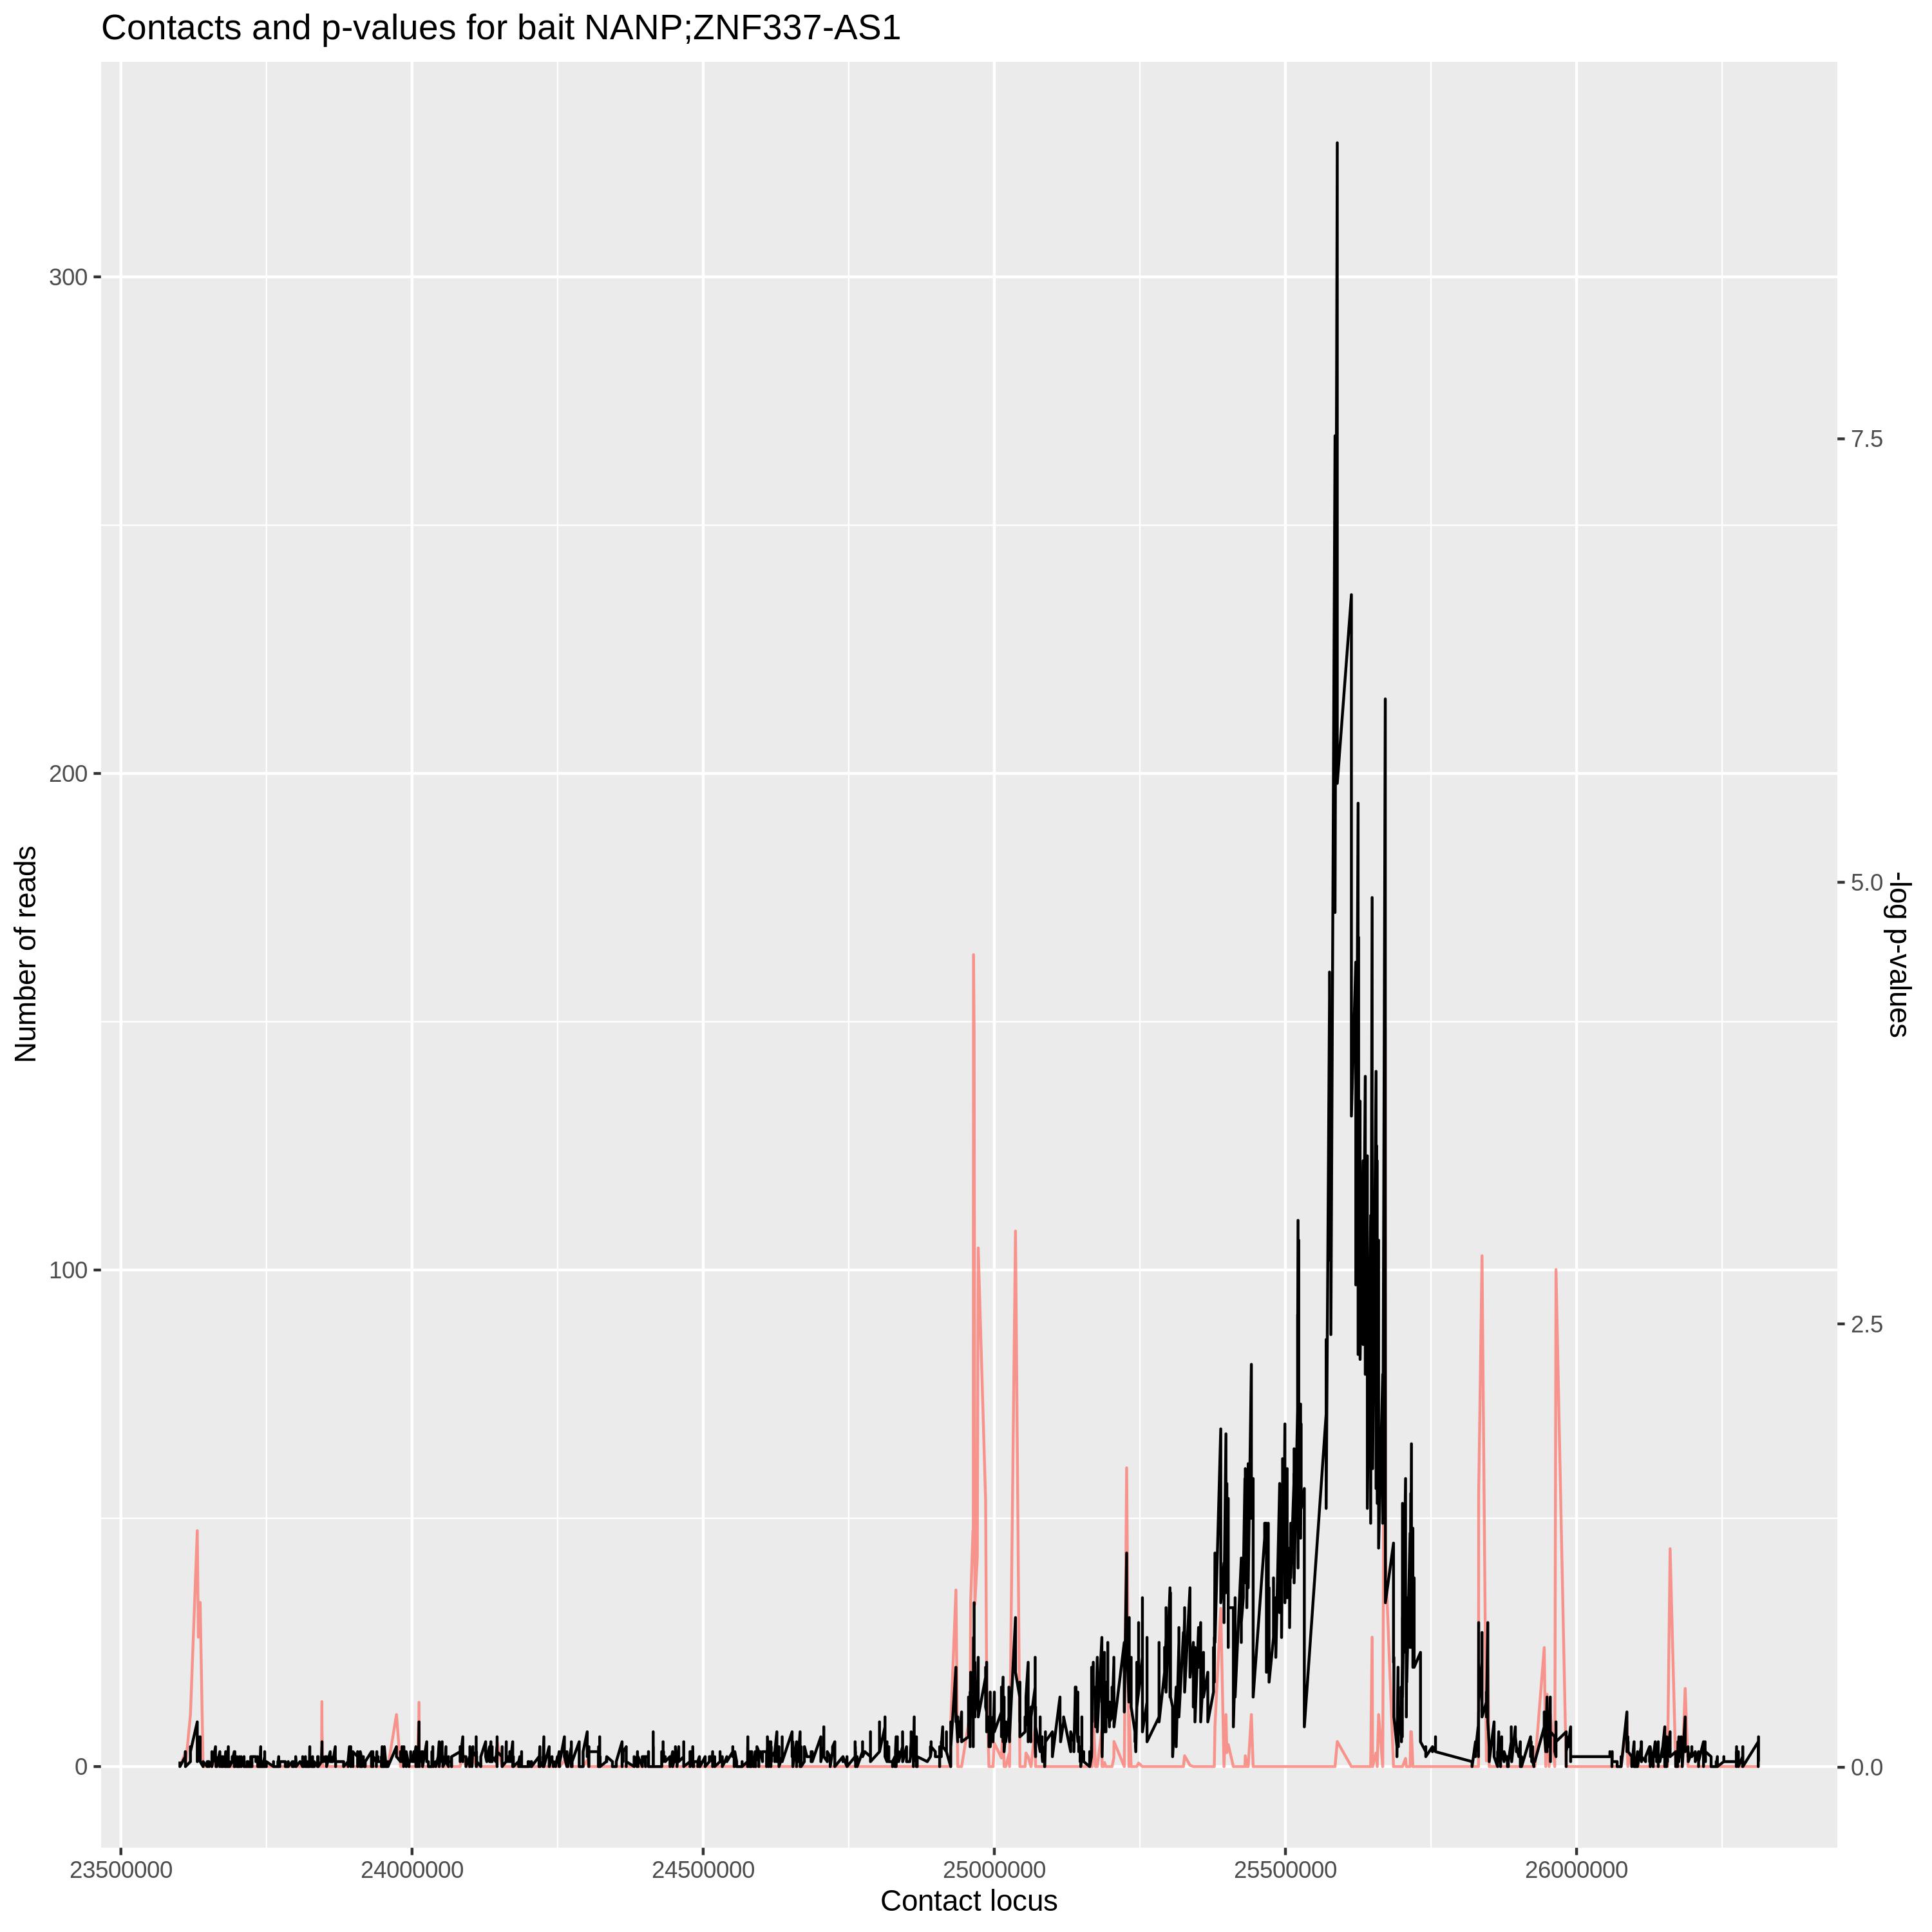 Contacts and p-values for bait NANP;ZNF337-AS1
300
200
100
0
Number of reads
7.5
5.0
2.5
0.0
-log p-values
23500000 24000000 24500000 25000000 25500000 26000000
Contact locus